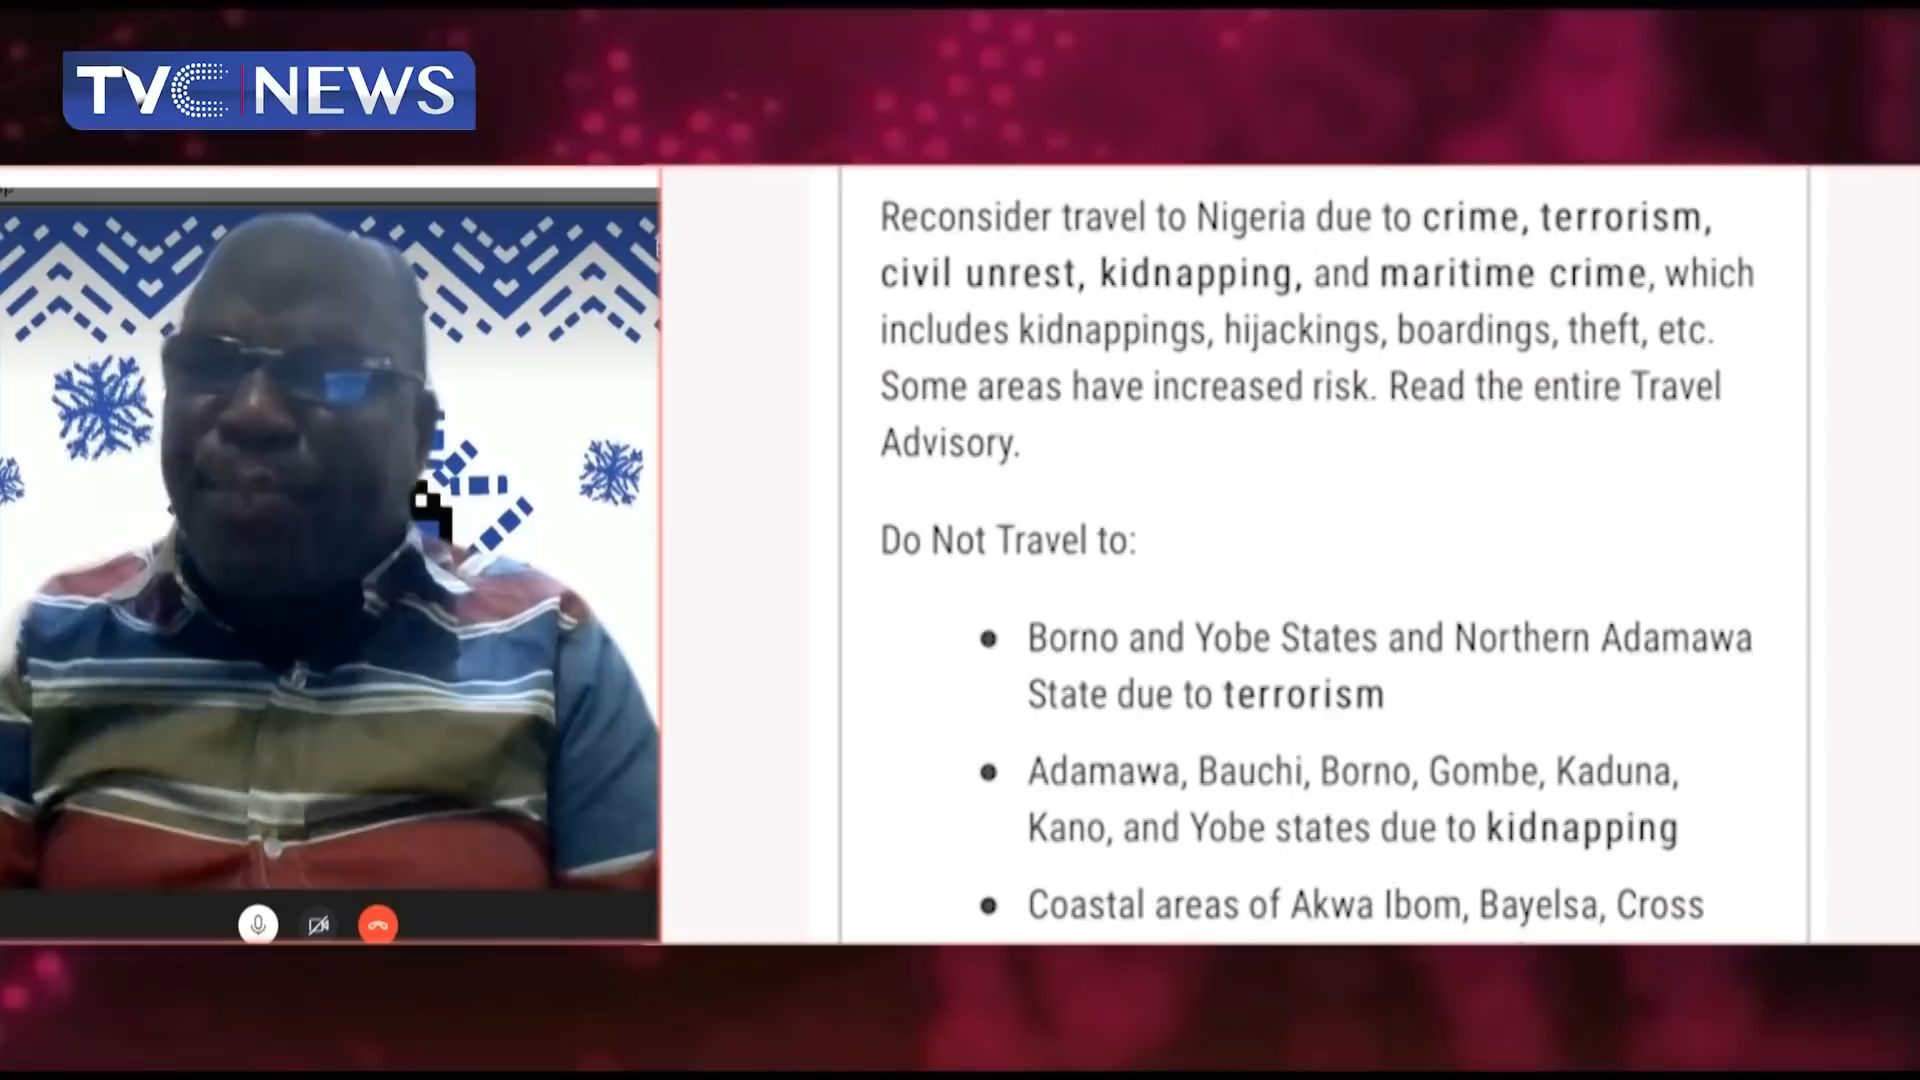 TVC NEWS
Reconsider travel to Nigeria due to crime, terrorism,
civil unrest, kidnapping, and maritime crime, which
includes kidnappings, hijackings, boardings, theft, etc.
Some areas have increased risk. Read the entire Travel
Advisory.
Do Not Travel to:
● Borno and Yobe States and Northern Adamawa
State due to terrorism
● Adamawa, Bauchi, Borno, Gombe, Kaduna,
Kano, and Yobe states due to kidnapping
● Coastal areas of Akwa Ibom, Bayelsa, Cross